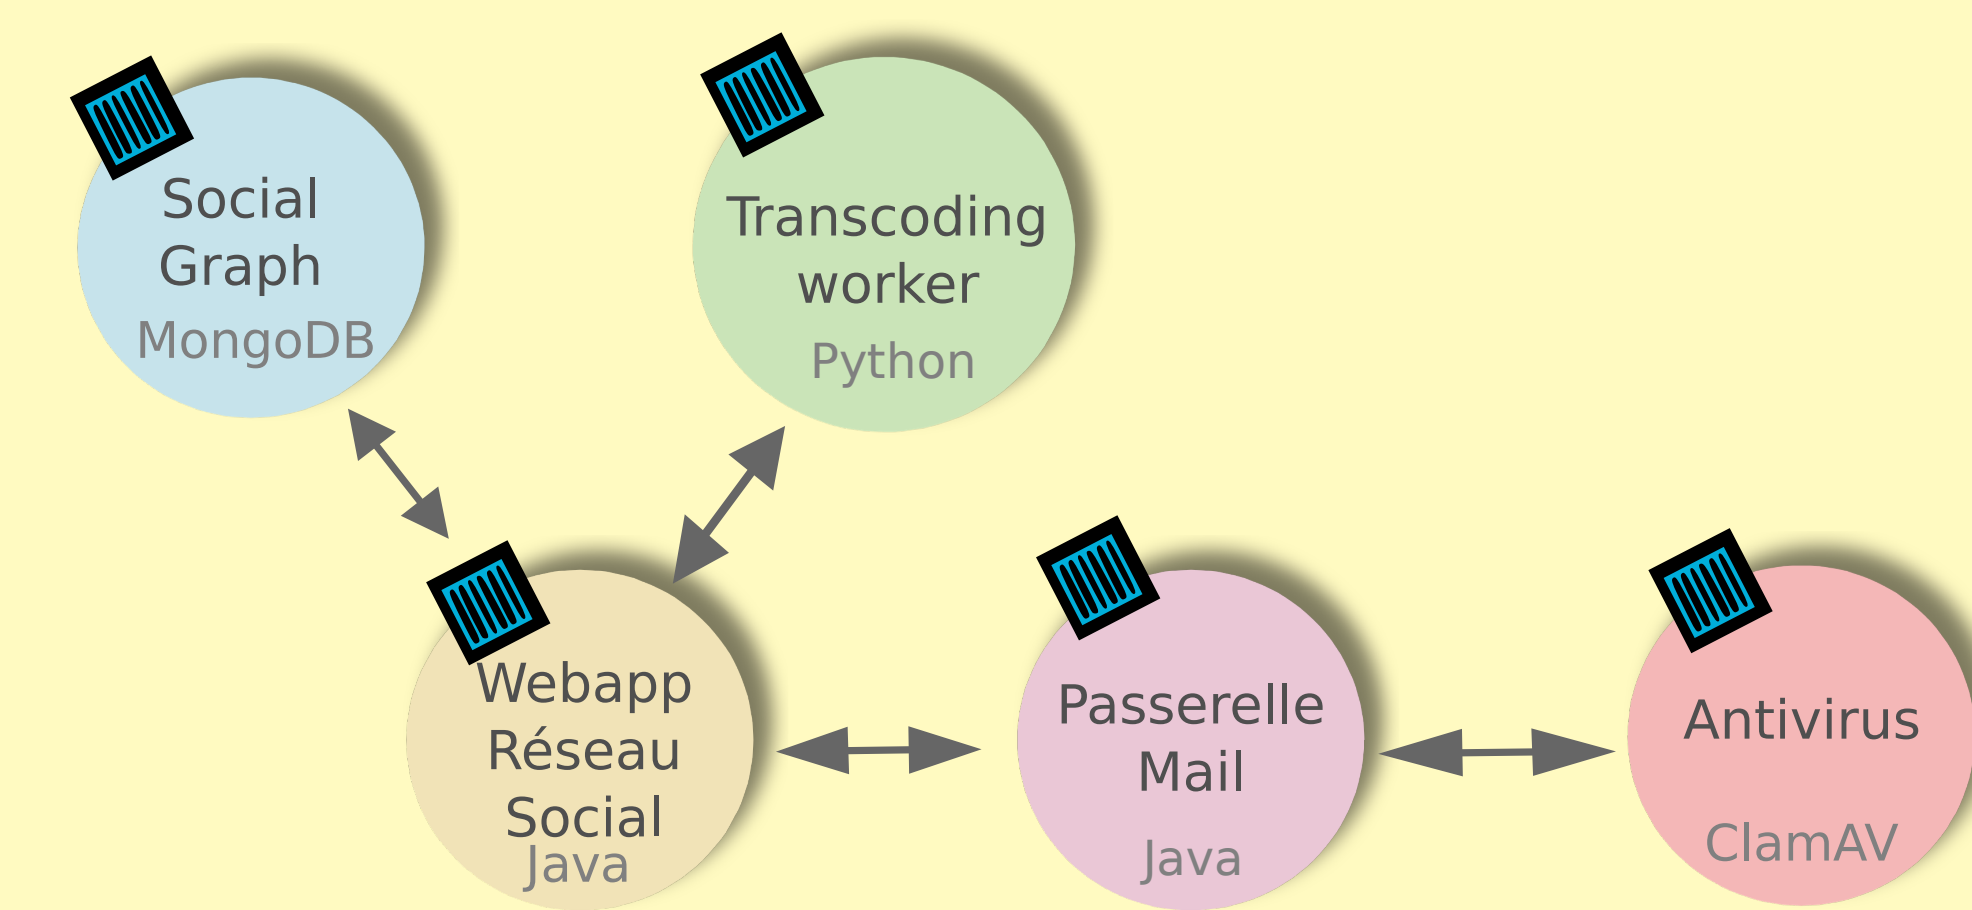 Social
Graph
MongoDB
Transcoding
worker
Python
Webapp
Réseau
Social
Java
Passerelle
Mail
Java
Antivirus
ClamAV